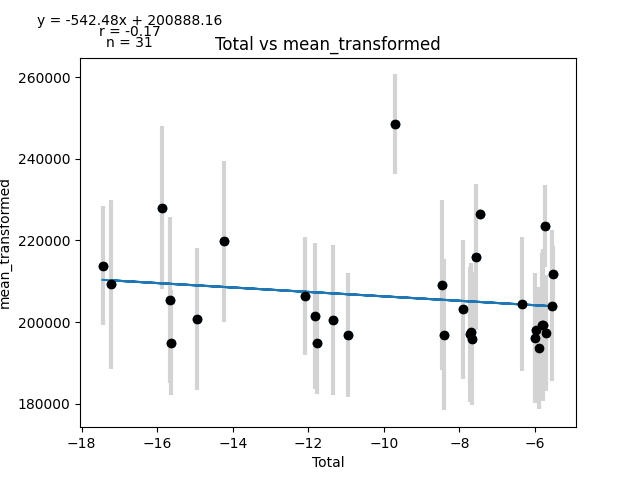 y = -542.48x + 200888.16
r = -0.17
n = 31
Total vs mean_transformed
260000
240000
220000
200000
180000
mean_transformed
−18
−16
−14
−12
−10
−8
−6
Total